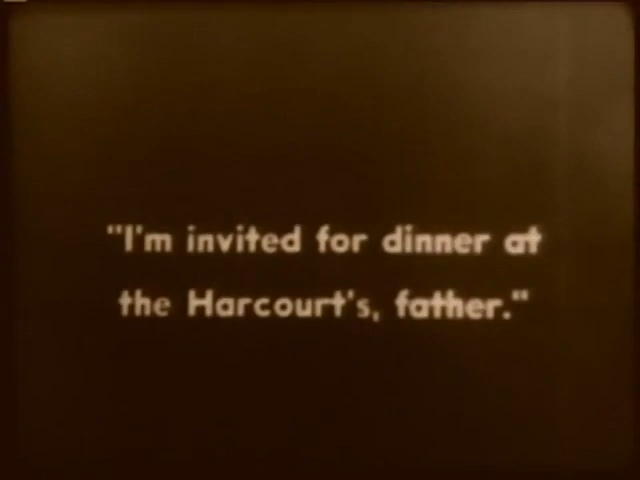 "I'm invited for dinner at
the Harcourt's, father."